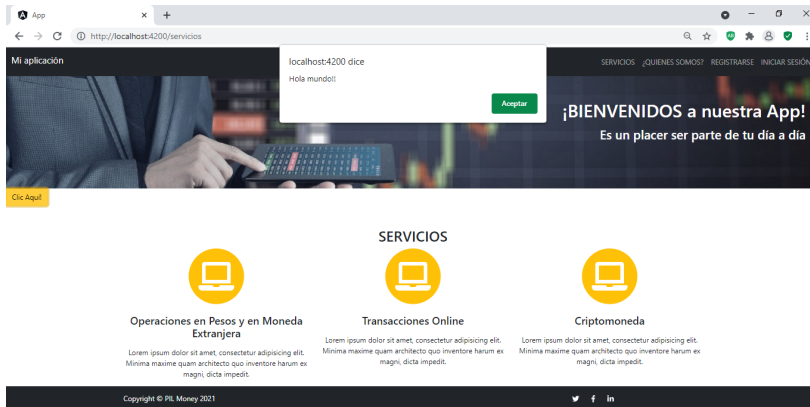 App
http://localhost:4200/servicios
Mi aplicación
localhost:4200 dice
Hola mundo!!
Aceptar
SERVICIOS ¿QUIENES SOMOS? REGISTRARSE INICIAR SESIÓN
¡BIENVENIDOS a nuestra App!
Es un placer ser parte de tu día a día
Clic Aquí!
SERVICIOS
Operaciones en Pesos y en Moneda
Extranjera
Lorem ipsum dolor sit amet, consectetur adipisicing elit.
Minima maxime quam architecto quo inventore harum ex
magni, dicta impedit.
Transacciones Online
Lorem ipsum dolor sit amet, consectetur adipisicing elit.
Minima maxime quam architecto quo inventore harum ex
magni, dicta impedit.
Criptomoneda
Lorem ipsum dolor sit amet, consectetur adipisicing elit.
Minima maxime quam architecto quo inventore harum ex
magni, dicta impedit.
Copyright © PIL Money 2021